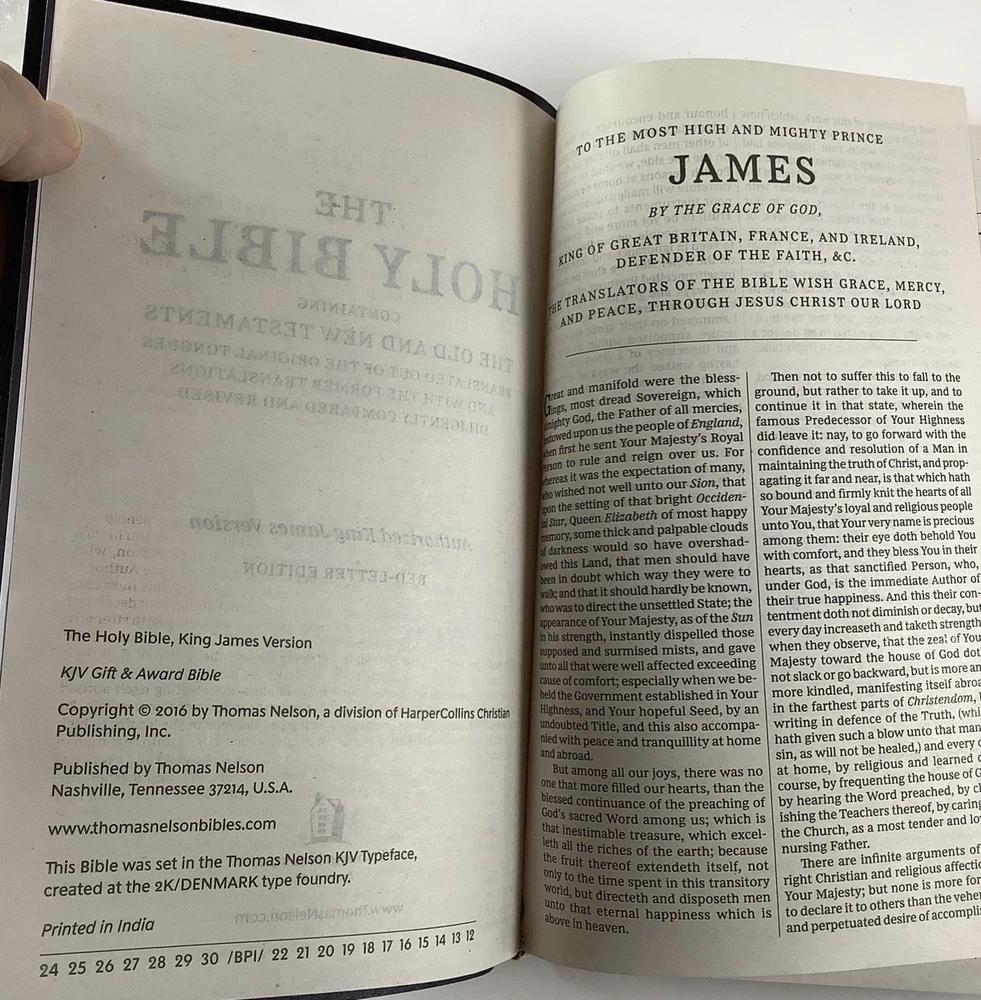 The Holy Bible, King James Version
KJV Gift & Award Bible
Copyright © 2016 by Thomas Nelson, a division of HarperCollins Christian
Publishing, Inc.
Published by Thomas Nelson
Nashville, Tennessee 37214, U.S.A.
www.thomasnelsonbibles.com
This Bible was set in the Thomas Nelson KJV Typeface,
created at the 2K/DENMARK type foundry.
Printed in India
24 25 26 27 28 29 30 /BPI/ 22 21 20 19 18 17 16 15 14 13 12
TO THE MOST HIGH AND MIGHTY PRINCE
JAMES
BY THE GRACE OF GOD,
KING OF GREAT BRITAIN, FRANCE, AND IRELAND,
DEFENDER OF THE FAITH, &C.
THE TRANSLATORS OF THE BIBLE WISH GRACE, MERCY,
AND PEACE, THROUGH JESUS CHRIST OUR LORD
Great and manifold were the bless-
ings, most dread Sovereign, which
Almighty God, the Father of all mercies,
bestowed upon us the people of England,
when first he sent Your Majesty's Royal
Person to rule and reign over us. For
whereas it was the expectation of many,
who wished not well unto our Sion, that
upon the setting of that bright Occiden-
tal Star, Queen Elizabeth of most happy
memory, some thick and palpable clouds
of darkness would so have overshad-
owed this Land, that men should have
been in doubt which way they were to
walk; and that it should hardly be known,
who was to direct the unsettled State; the
appearance of Your Majesty, as of the Sun
in his strength, instantly dispelled those
supposed and surmised mists, and gave
unto all that were well affected exceeding
cause of comfort; especially when we be-
held the Government established in Your
Highness, and Your hopeful Seed, by an
undoubted Title, and this also accompa-
nied with peace and tranquillity at home
and abroad.
But among all our joys, there was no
one that more filled our hearts, than the
blessed continuance of the preaching of
God's sacred Word among us; which is
that inestimable treasure, which excel-
leth all the riches of the earth; because
the fruit thereof extendeth itself, not
only to the time spent in this transitory
world, but directeth and disposeth men
unto that eternal happiness which is
above in heaven.
Then not to suffer this to fall to the
ground, but rather to take it up, and to
continue it in that state, wherein the
famous Predecessor of Your Highness
did leave it: nay, to go forward with the
confidence and resolution of a Man in
maintaining the truth of Christ, and prop-
agating it far and near, is that which hath
so bound and firmly knit the hearts of all
Your Majesty's loyal and religious people
unto You, that Your very name is precious
among them: their eye doth behold You
with comfort, and they bless You in their
hearts, as that sanctified Person, who,
under God, is the immediate Author of
their true happiness. And this their con-
tentment doth not diminish or decay, but
every day increaseth and taketh strength
when they observe, that the zeal of You
Majesty toward the house of God dot
not slack or go backward, but is more an
more kindled, manifesting itself abroa
in the farthest parts of Christendom,
writing in defence of the Truth, (whi
hath given such a blow unto that man
sin, as will not be healed,) and every
at home, by religious and learned
course, by frequenting the house of G
by hearing the Word preached, by ch
ishing the Teachers thereof, by caring
the Church, as a most tender and lo
nursing Father.
There are infinite arguments of
right Christian and religious affectio
Your Majesty; but none is more for
to declare it to others than the vehe
and perpetuated desire of accompli